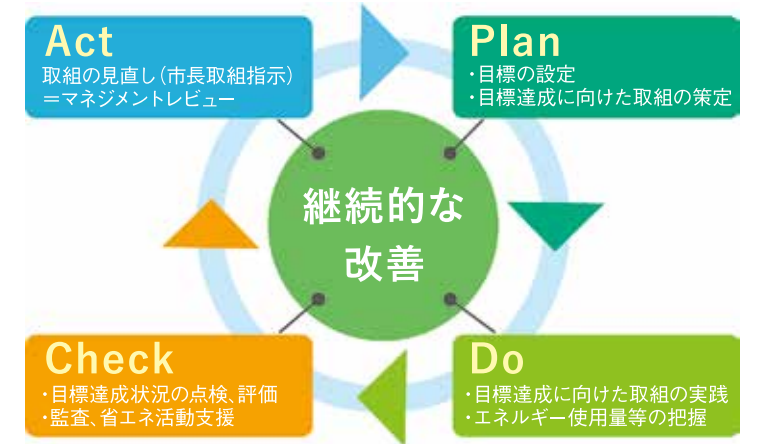 Act
取組の見直し(市長取組指示)
=マネジメントレビュー
Plan
・目標の設定
・目標達成に向けた取組の策定
継続的な
改善
Check
・目標達成状況の点検、評価
・監査、省エネ活動支援
Do
・目標達成に向けた取組の実践
・エネルギー使用量等の把握